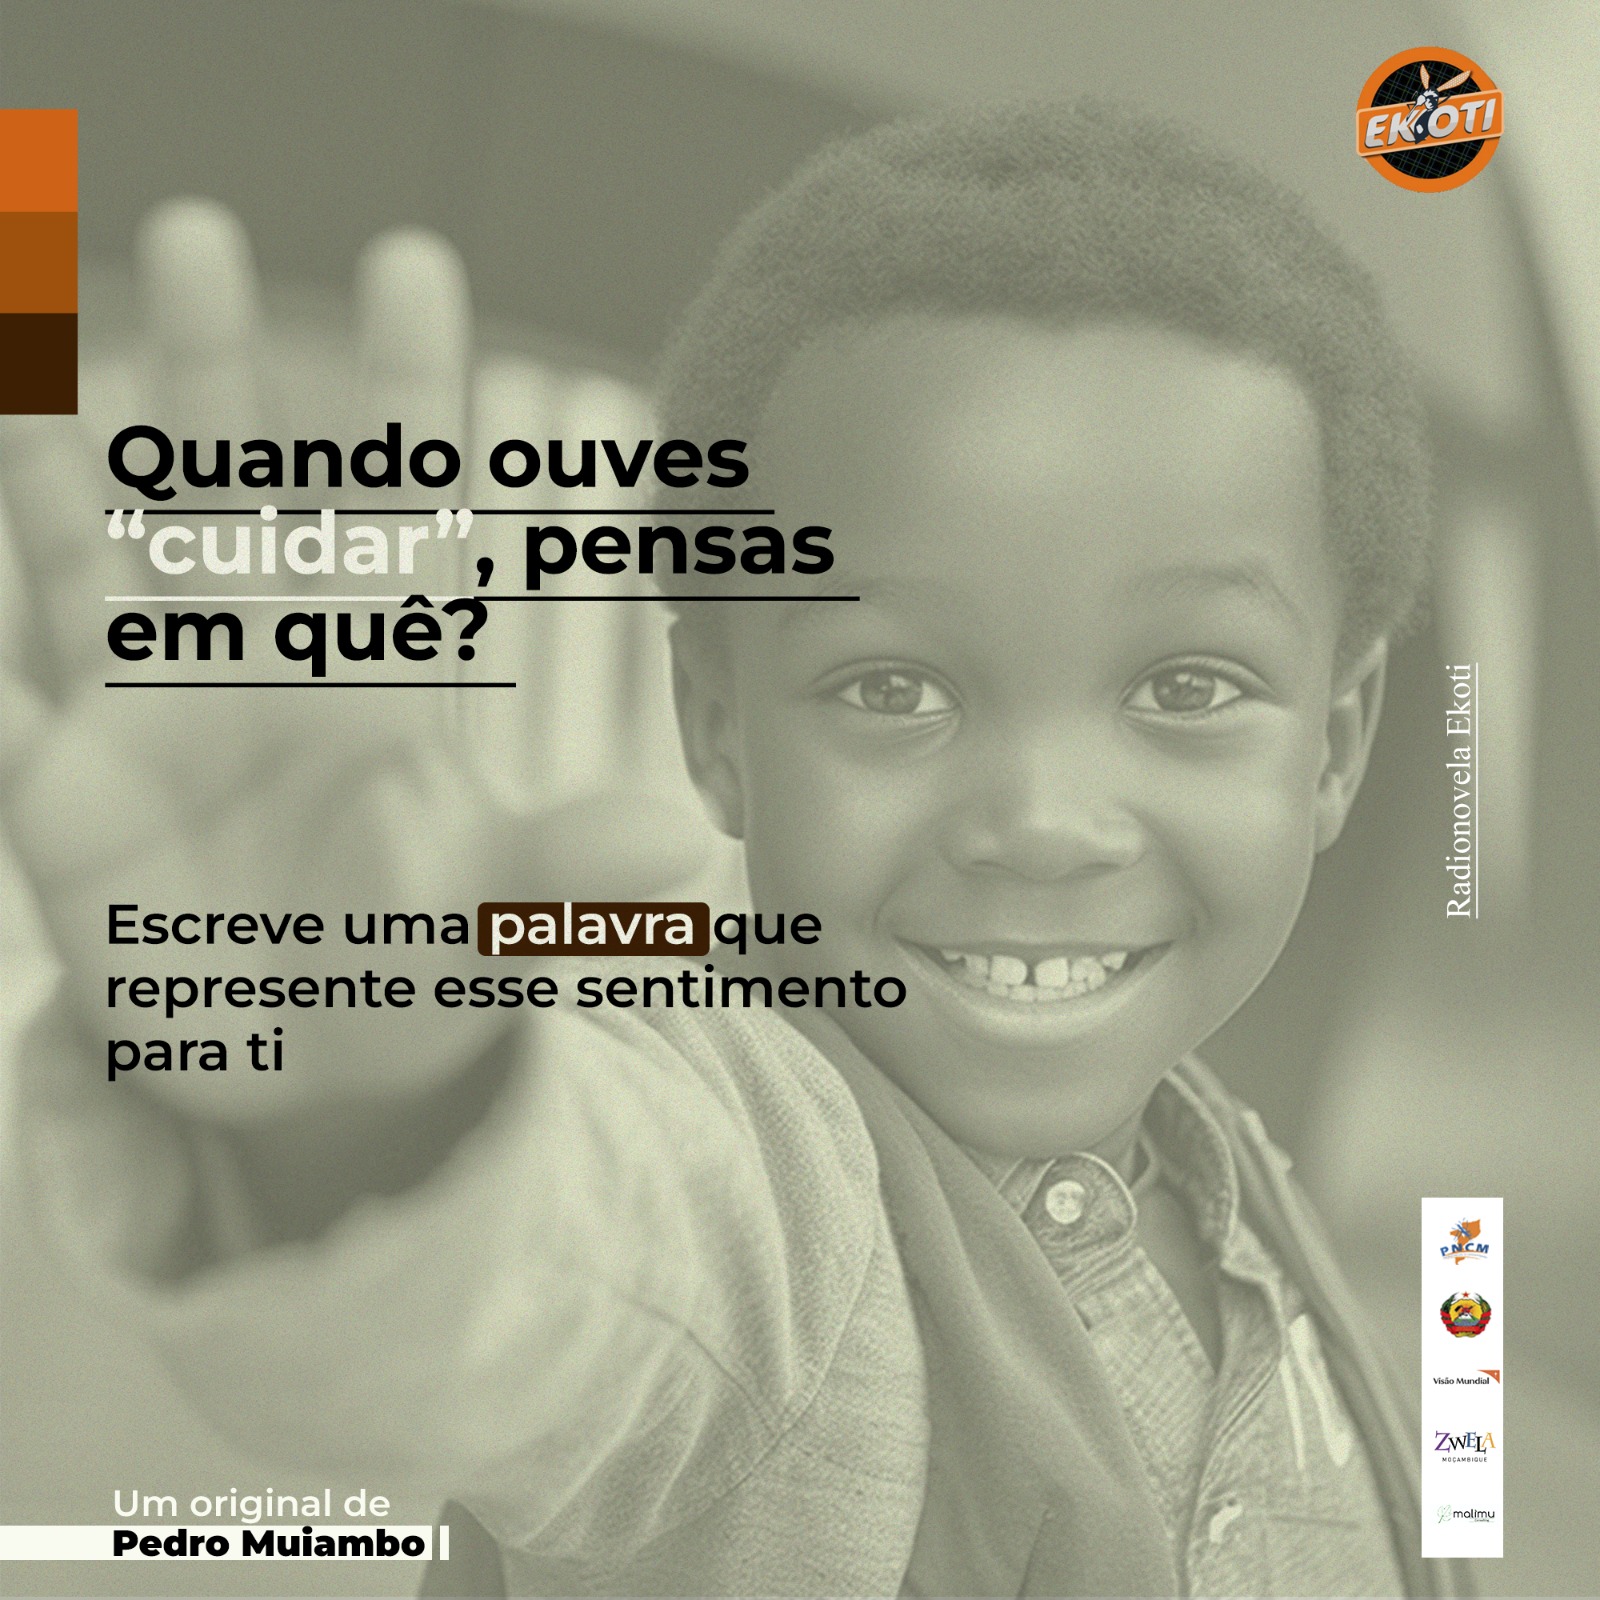 EKOTI
Quando ouves
“cuidar”, pensas
em quê?
Radionovela Ekoti
Escreve uma palavra que
represente esse sentimento
para ti
PNCM
Visão Mundial
ZWELA
MOÇAMBIQUE
malimu
Um original de
Pedro Muiambo